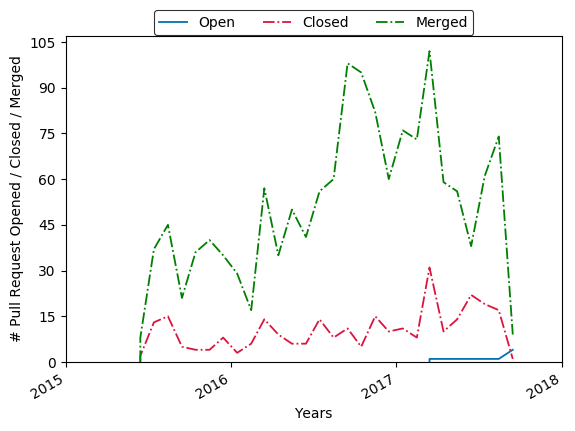 Open Closed Merged
# Pull Request Opened / Closed / Merged
105
90
75
60
45
30
15
0
2015 2016 2017 2018
Years